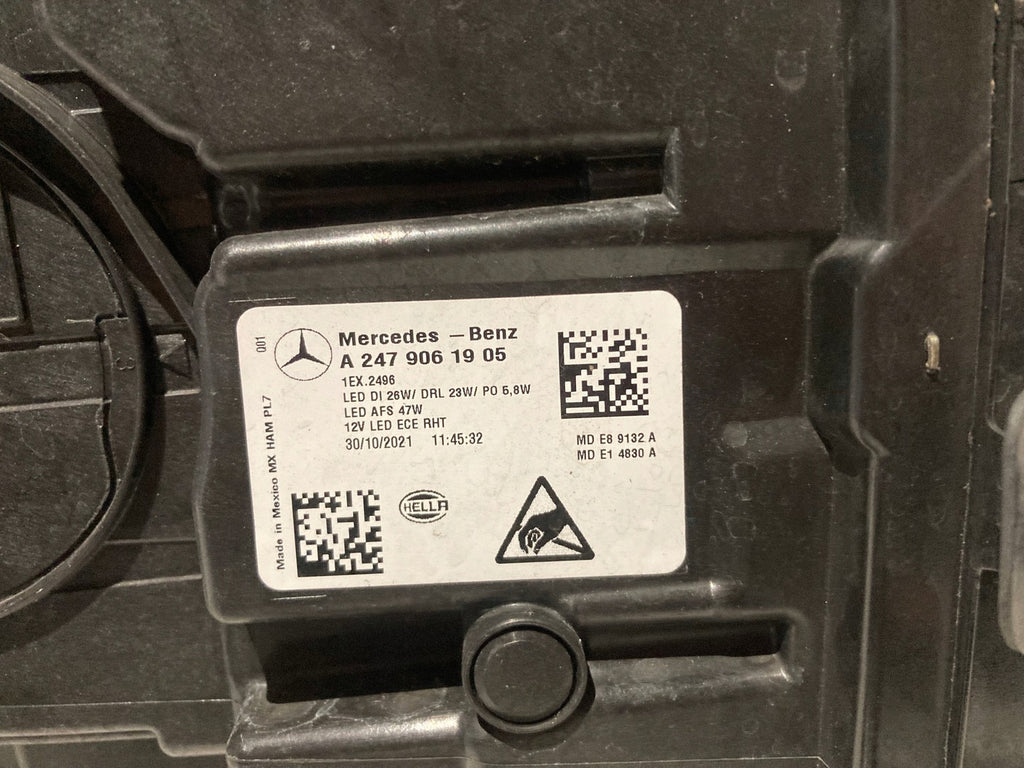 001
Mercedes - Benz
A 247 906 19 05
1EX.2496
LED DI 26W/ DRL 23W/ PO 5,8W
LED AFS 47W
12V LED ECE RHT
30/10/2021 11:45:32
MD E8 9132 A
MD E1 4830 A
Made in Mexico MX HAM PL7
HELLA